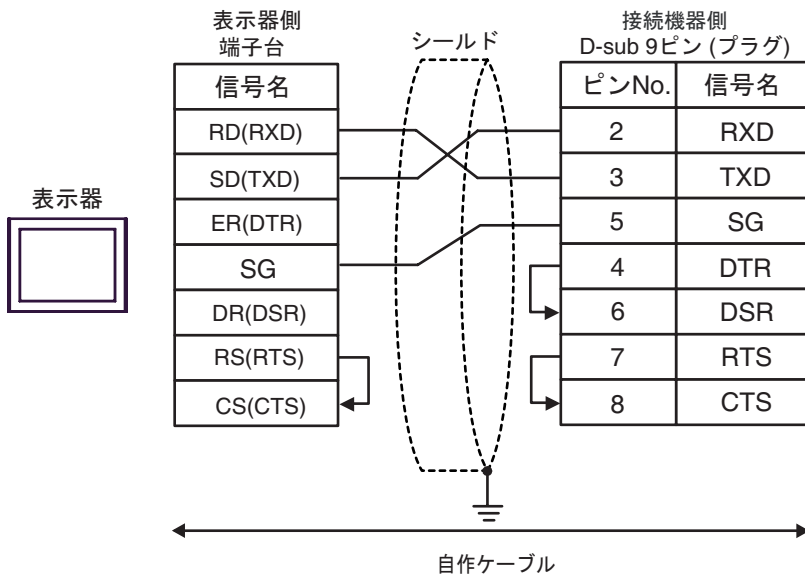 表示器側
端子台
シールド
接続機器側
D-sub 9ピン (プラグ)
信号名
ピンNo. 信号名
RD(RXD) 2 RXD
SD(TXD) 3 TXD
表示器
ER(DTR) 5 SG
SG 4 DTR
DR(DSR) 6 DSR
RS(RTS) 7 RTS
CS(CTS) 8 CTS
自作ケーブル